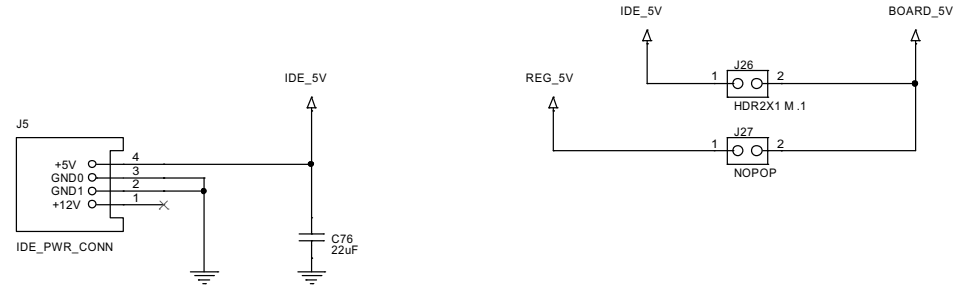 IDE_5V
BOARD_5V
J26
1
2
HDR2X1 M .1
REG_5V
J27
1
2
NOPOP
IDE_5V
J5
+5V
4
GND0
3
GND1
2
+12V
1
IDE_PWR_CONN
C76
22uF